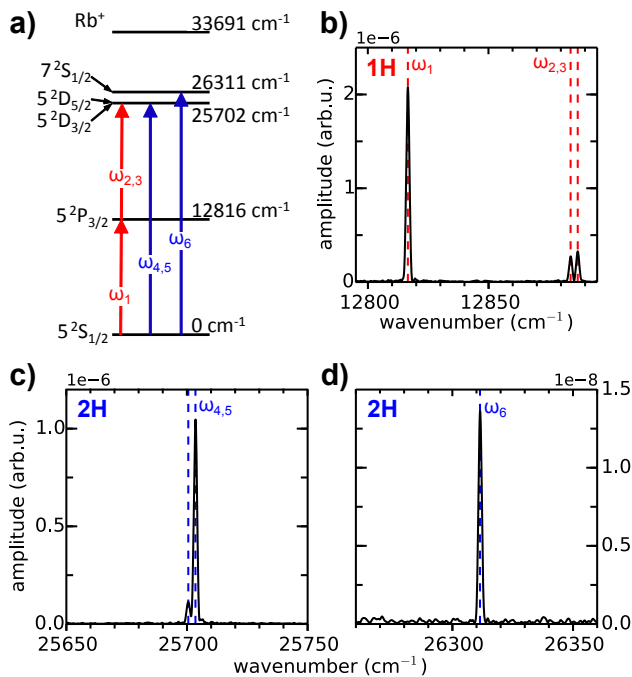 a)
Rb⁺
33691 cm⁻¹
7 ²S₁/₂
26311 cm⁻¹
5 ²D₅/₂
25702 cm⁻¹
5 ²D₃/₂
ω₂,₃
5 ²P₃/₂
12816 cm⁻¹
ω₄,₅
ω₆
ω₁
5 ²S₁/₂
0 cm⁻¹
b)
1e−6
1H
ω₁
ω₂,₃
2
1
0
amplitude (arb.u.)
12800
12850
wavenumber (cm⁻¹)
c)
1e−6
2H
ω₄,₅
1.0
0.5
0.0
amplitude (arb.u.)
25650
25700
25750
d)
1e−8
2H
ω₆
1.5
1.0
0.5
0.0
26310
26360
wavenumber (cm⁻¹)